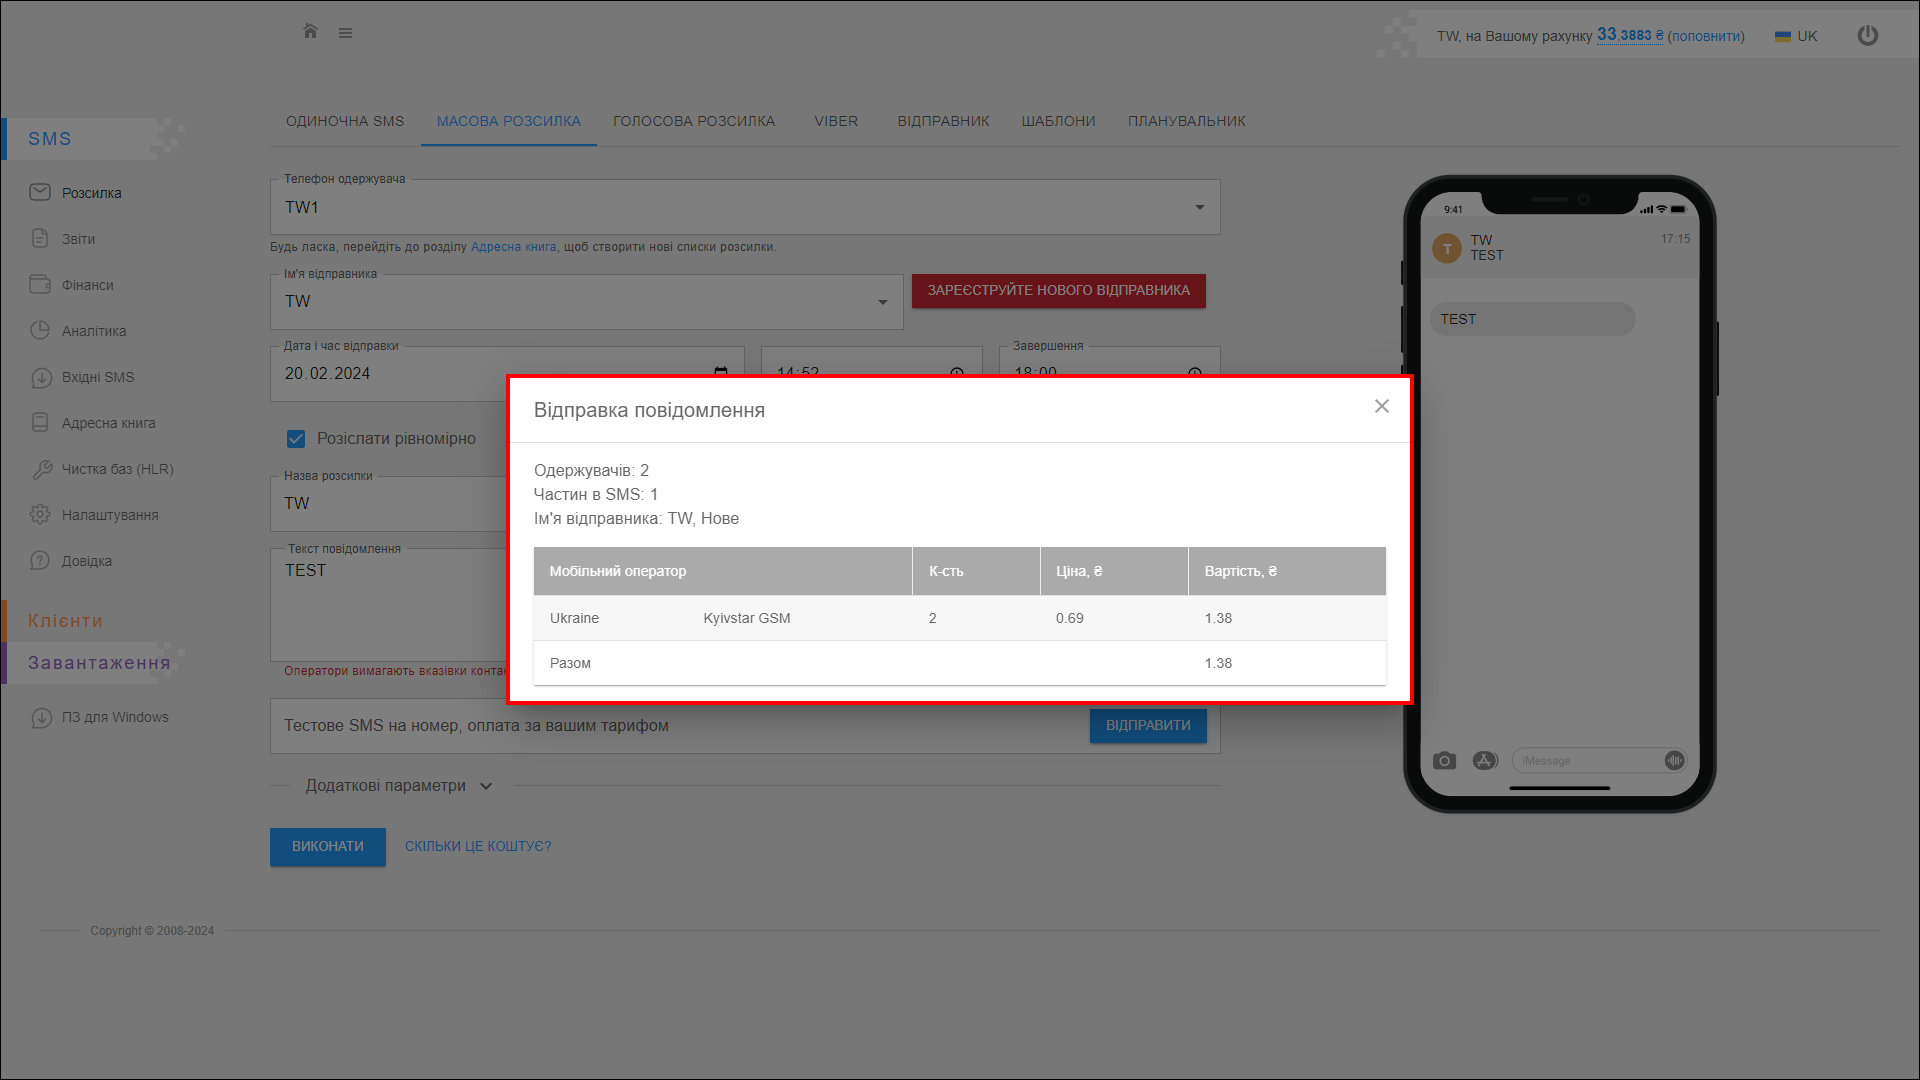 TW, на Вашому рахунку 33,3883 ₴ (поповнити)
UK
SMS
Розсилка
Звіти
Фінанси
Аналітика
Вхідні SMS
Адресна книга
Чистка баз (HLR)
Налаштування
Довідка
Клієнти
Завантаження
ПЗ для Windows
ОДИНОЧНА SMS
МАСОВА РОЗСИЛКА
ГОЛОСОВА РОЗСИЛКА
VIBER
ВІДПРАВНИК
ШАБЛОНИ
ПЛАНУВАЛЬНИК
Телефон одержувача
TW1
Будь ласка, перейдіть до розділу Адресна книга, щоб створити нові списки розсилки.
Ім'я відправника
TW
ЗАРЕЄСТРУЙТЕ НОВОГО ВІДПРАВНИКА
Дата і час відправки
20.02.2024
14:52
Завершення
18:00
Розіслати рівномірно
Назва розсилки
TW
Текст повідомлення
TEST
Оператори вимагають вказівки
Відправка повідомлення
Одержувачів: 2
Частин в SMS: 1
Ім'я відправника: TW, Нове
Мобільний оператор К-сть Ціна, ₴ Вартість, ₴
Ukraine Kyivstar GSM 2 0.69 1.38
Разом 1.38
Тестове SMS на номер, оплата за вашим тарифом
ВІДПРАВИТИ
Додаткові параметри
ВИКОНАТИ
СКІЛЬКИ ЦЕ КОШТУЄ?
9:41
T
TW
TEST
17:15
TEST
iMessage
Copyright © 2008-2024